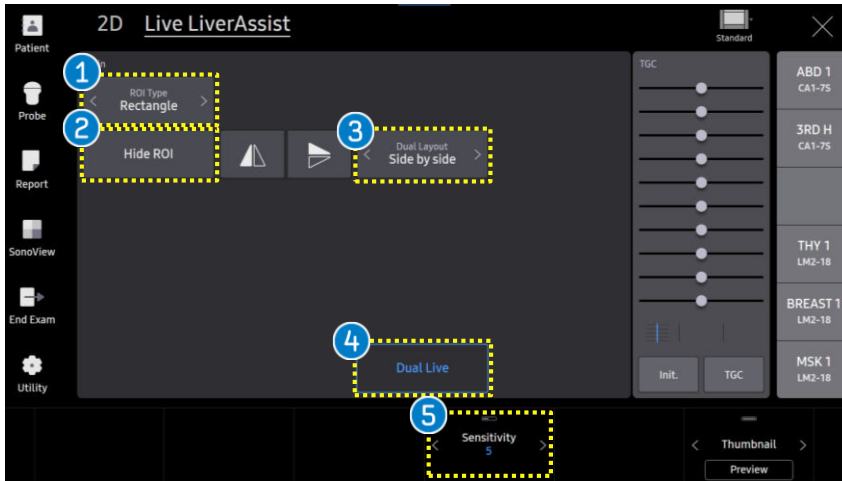 Patient
2D
Live LiverAssist
Standard
1
ROI Type
Rectangle
TGC
ABD 1
CA1-7S
Probe
2
Hide ROI
3
Dual Layout
Side by side
3RD H
CA1-7S
Report
SonoView
THY 1
LM2-18
End Exam
BREAST 1
LM2-18
4
Dual Live
Init.
TGC
MSK 1
LM2-18
Utility
5
Sensitivity
5
Thumbnail
Preview